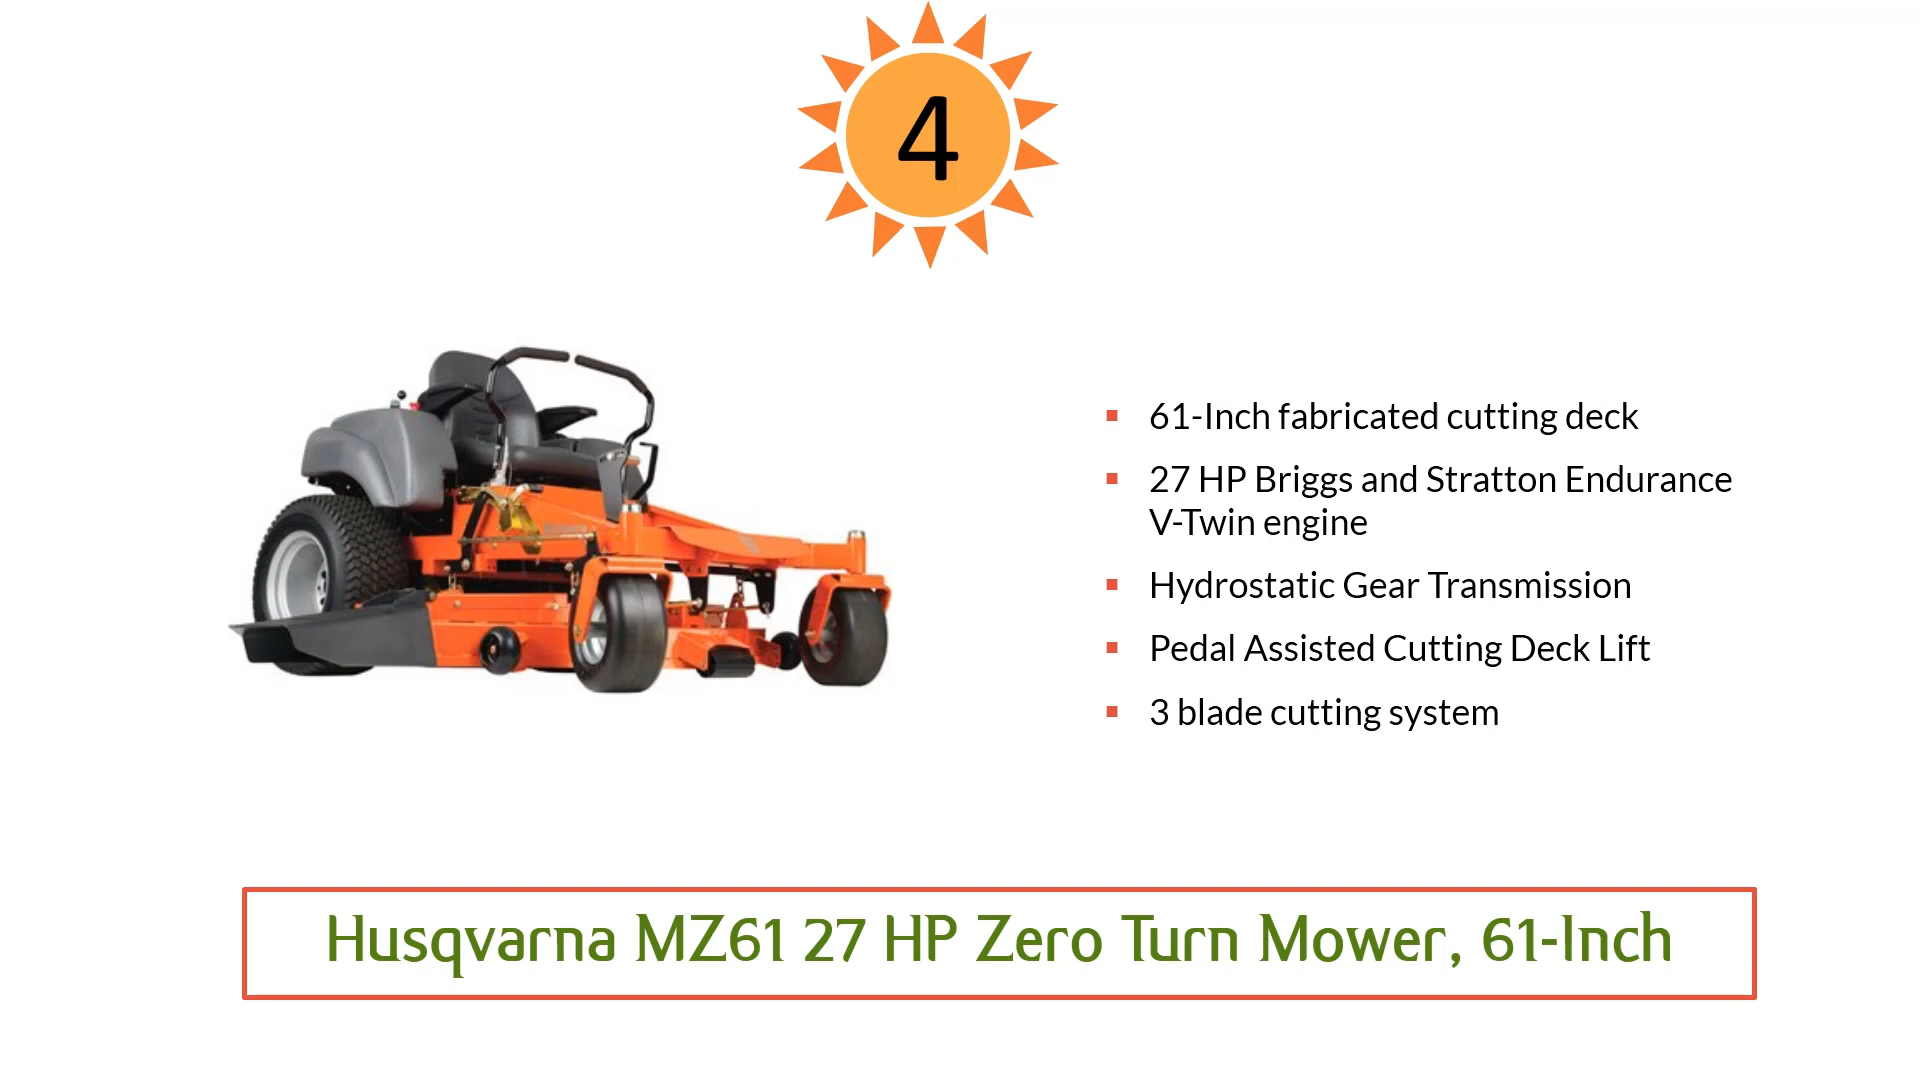 4
61-Inch fabricated cutting deck
27 HP Briggs and Stratton Endurance
V-Twin engine
Hydrostatic Gear Transmission
Pedal Assisted Cutting Deck Lift
3 blade cutting system
Husqvarna MZ61 27 HP Zero Turn Mower, 61-Inch